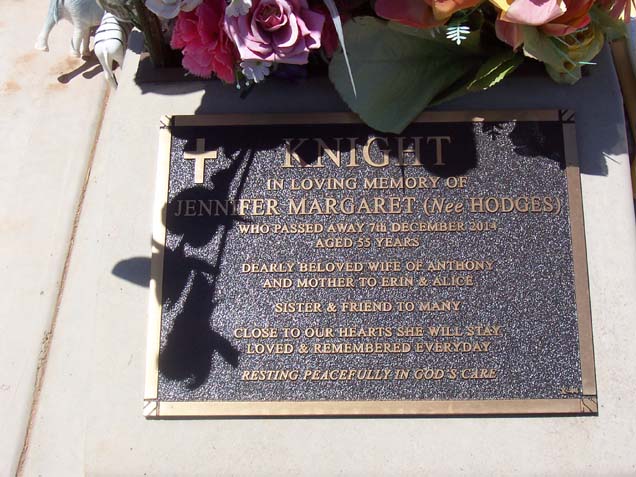 KNIGHT
IN LOVING MEMORY OF
JENNIFER MARGARET (Nee HODGES)
WHO PASSED AWAY 7th DECEMBER 2014
AGED 55 YEARS
DEARLY BELOVED WIFE OF ANTHONY
AND MOTHER TO ERIN & ALICE
SISTER & FRIEND TO MANY
CLOSE TO OUR HEARTS SHE WILL STAY
LOVED & REMEMBERED EVERYDAY
RESTING PEACEFULLY IN GOD'S CARE